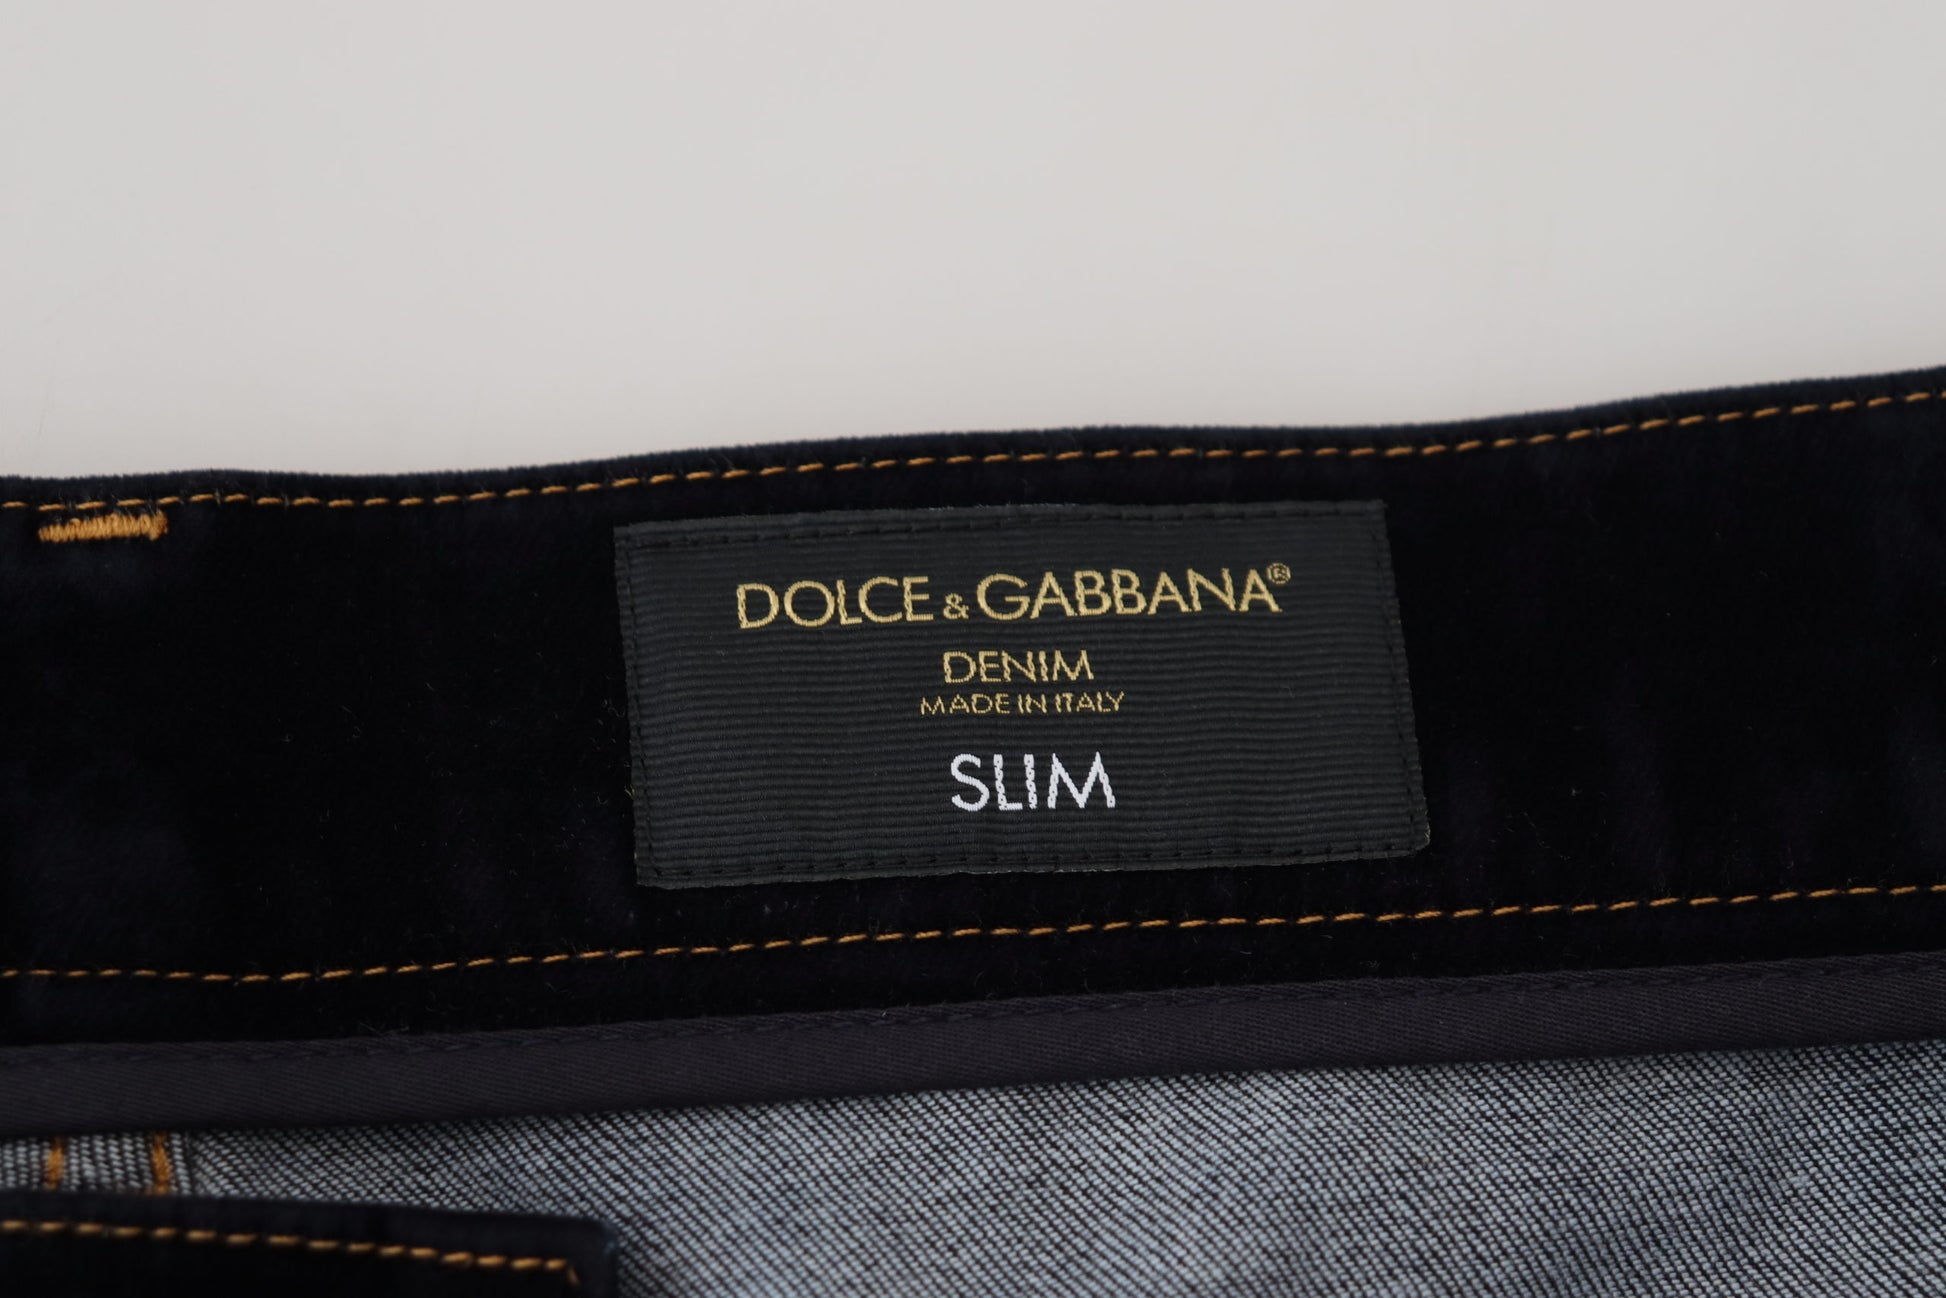 DOLCE & GABBANA®
DENIM
MADE IN ITALY
SLIM